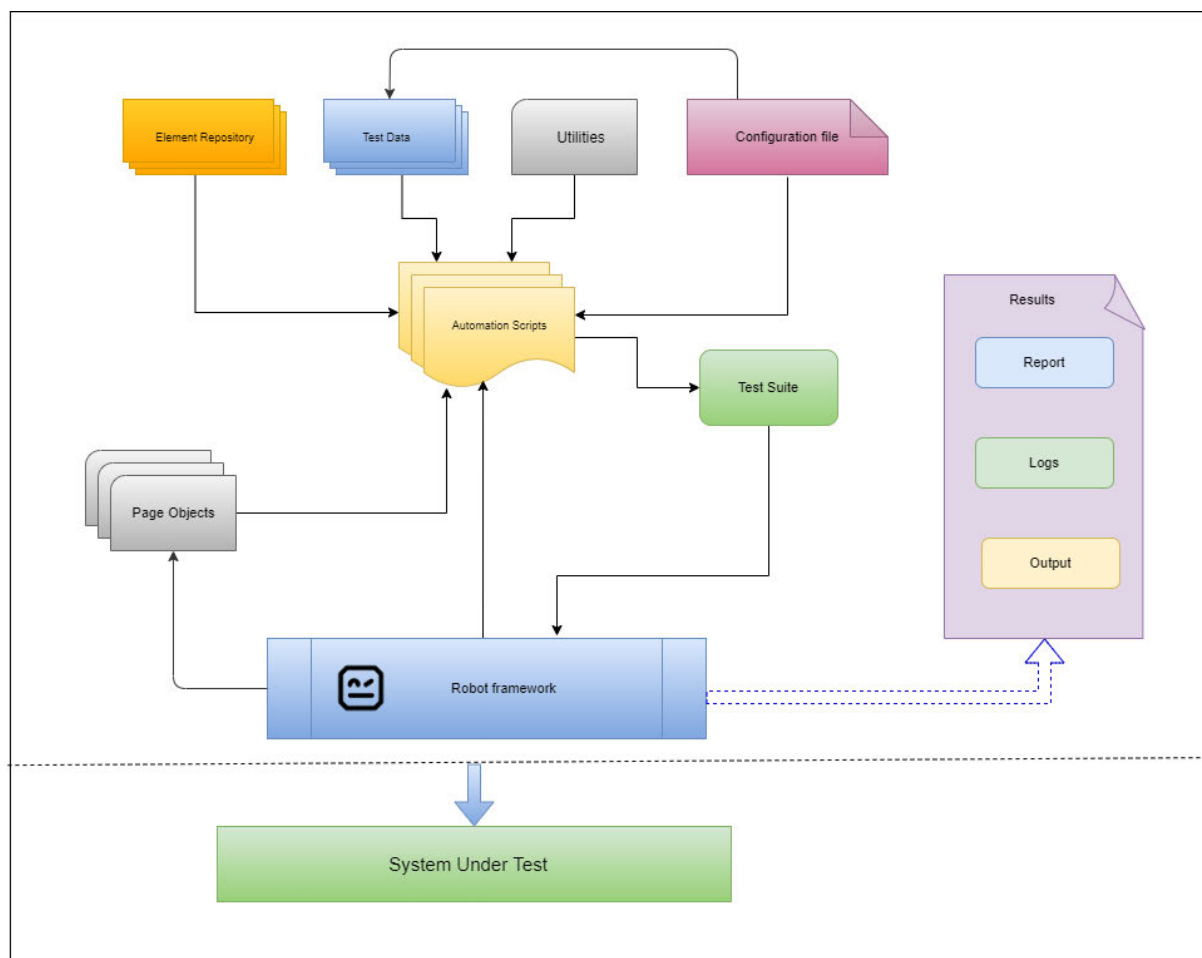 Element Repository
Test Data
Utilities
Configuration file
Automation Scripts
Results
Report
Test Suite
Logs
Page Objects
Output
Robot framework
System Under Test